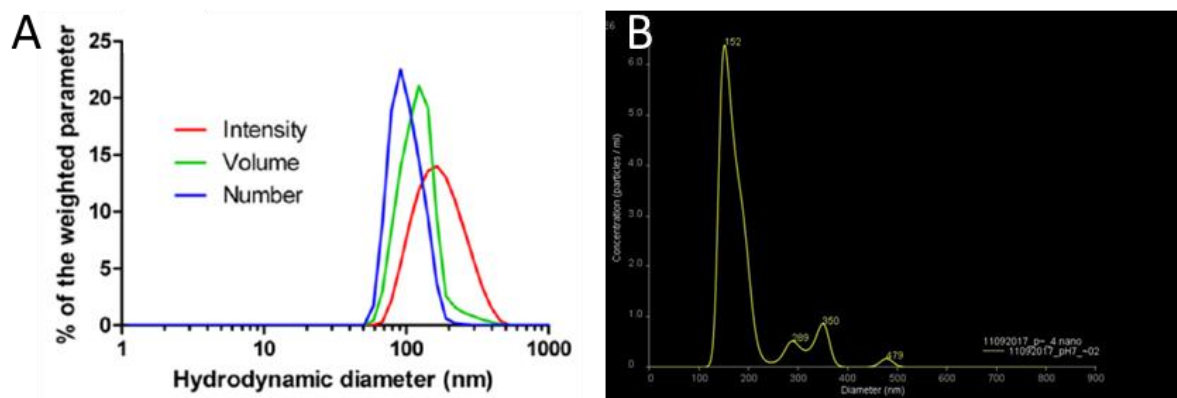 A
25
20
15
10
5
0
% of the weighted parameter
Intensity
Volume
Number
1 10 100 1000
Hydrodynamic diameter (nm)
B
E6
6.0
5.0
4.0
3.0
2.0
1.0
0
Concentration (particles / ml)
152
289
350
479
11092017_p~_4 nano
11092017_pH7_~02
0 100 200 300 400 500 600 700 800 900
Diameter (nm)